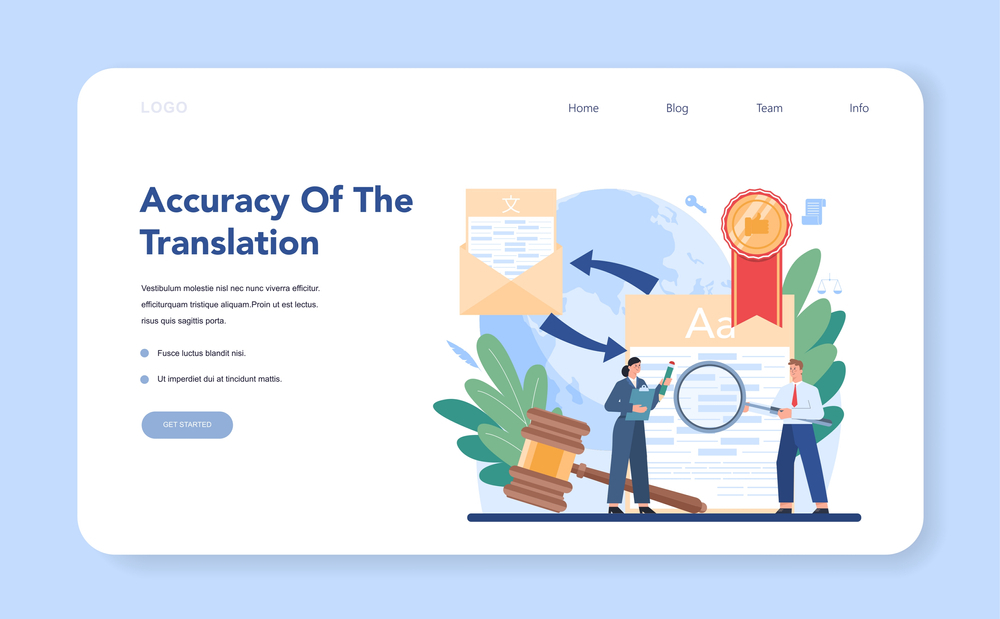 LOGO
Home Blog Team Info
Accuracy Of The
Translation
Vestibulum molestie nisl nec nunc viverra efficitur.
efficiturquam tristique aliquam.Proin ut est lectus.
risus quis sagittis porta.
Fusce luctus blandit nisi.
Ut imperdiet dui at tincidunt mattis.
GET STARTED
文
Aa